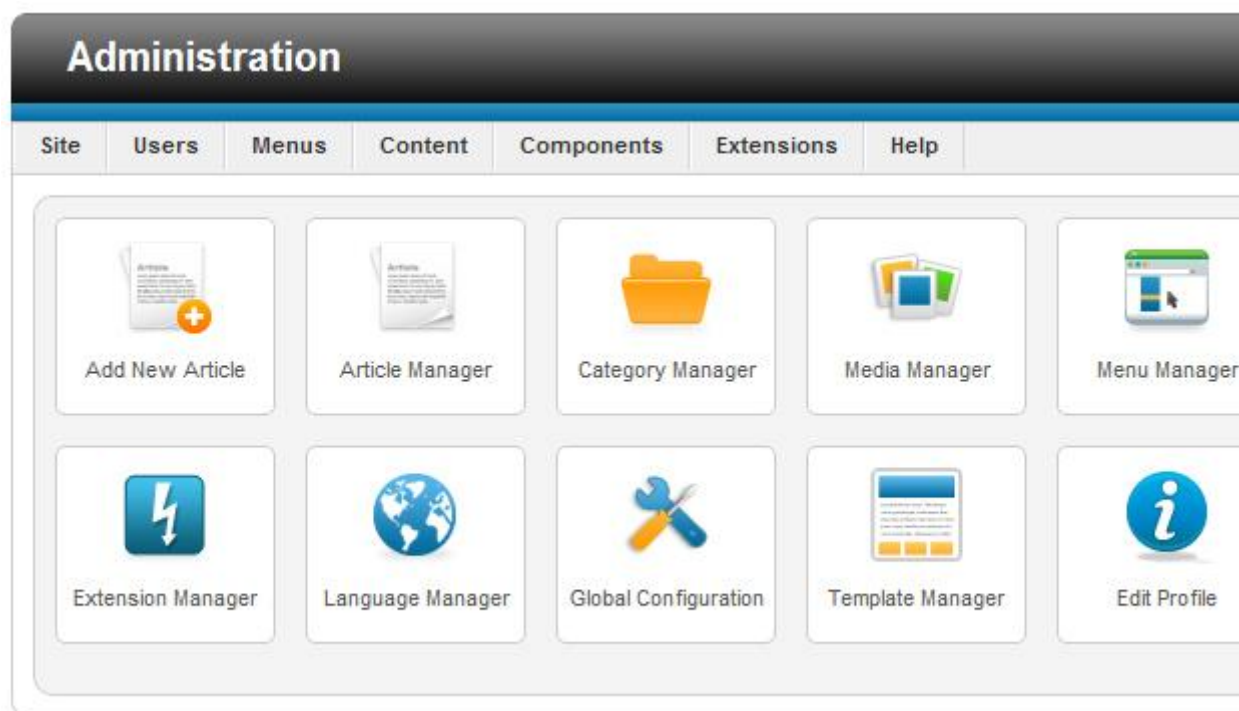 Administration
Site Users Menus Content Components Extensions Help
Add New Article Article Manager Category Manager Media Manager Menu Manager
Extension Manager Language Manager Global Configuration Template Manager Edit Profile